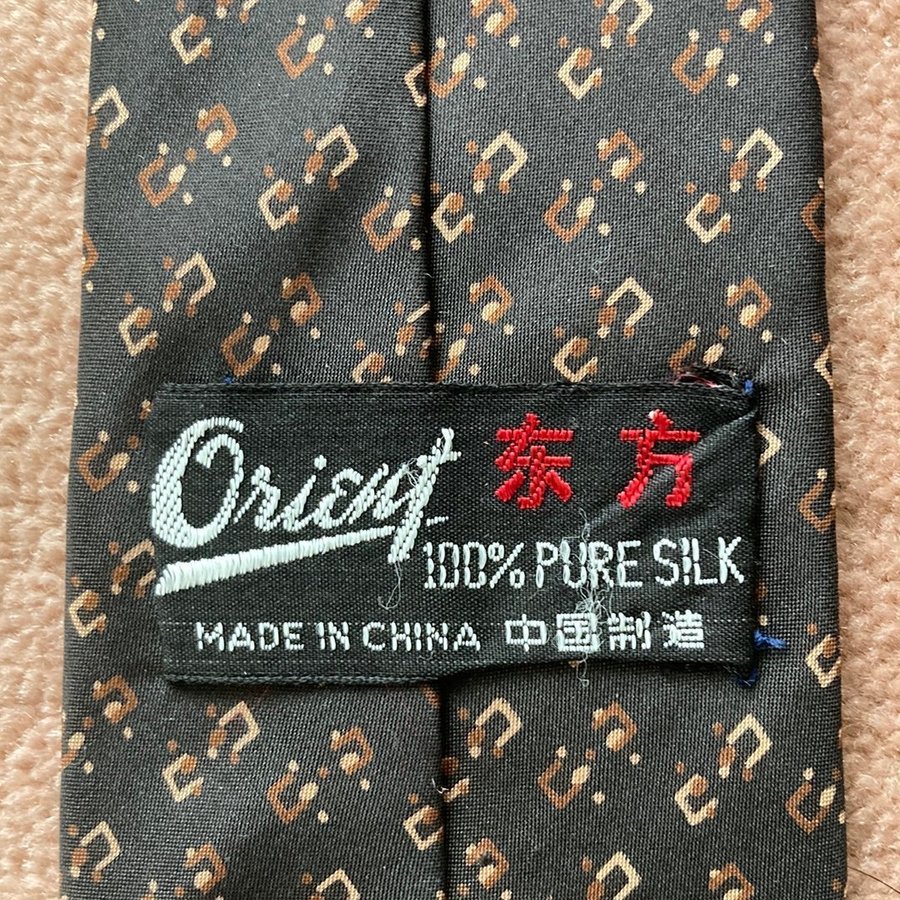 Orient 东方
100% PURE SILK
MADE IN CHINA 中国制造